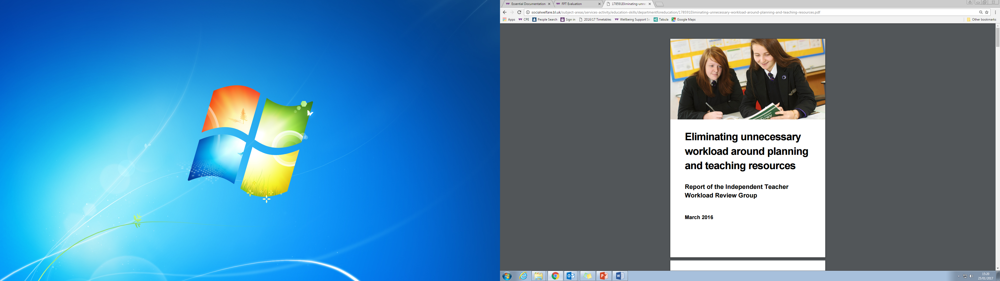 Essential Documentation
FPT Evaluation
178591Eliminating-unne
socialwelfare.bl.uk/subject-areas/services-activity/education-skills/departmentforeducation/178591Eliminating-unnecessary-workload-around-planning-and-teaching-resources.pdf
Apps CPE People Search Sign in 2016/17 Timetables Wellbeing Support Se Tabula Google Maps Other bookmarks
Eliminating unnecessary
workload around planning
and teaching resources
Report of the Independent Teacher
Workload Review Group
March 2016
15:20
25/01/2017